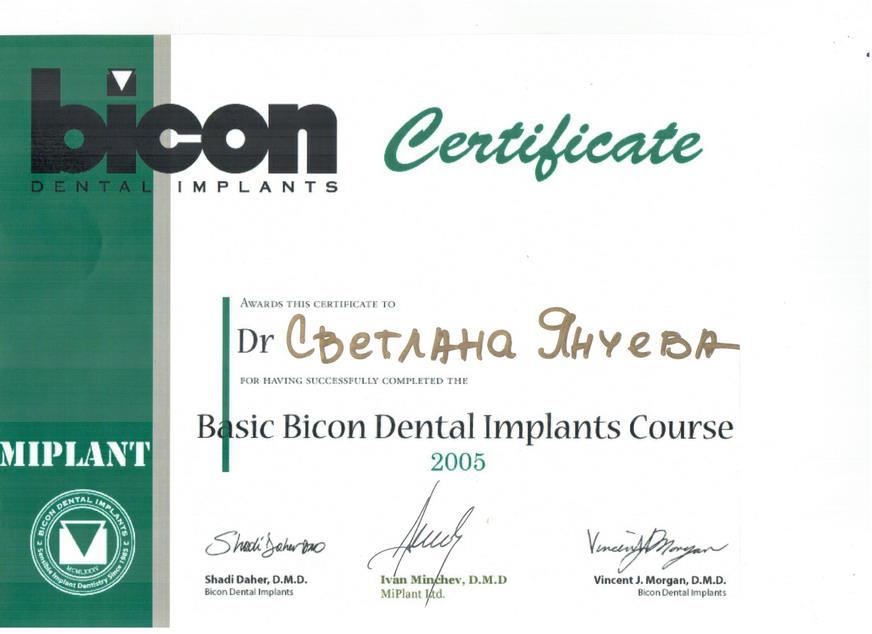 bicon
DENTAL IMPLANTS
Certificate
AWARDS THIS CERTIFICATE TO
Dr Светлана Янчева
FOR HAVING SUCCESSFULLY COMPLETED THE
Basic Bicon Dental Implants Course
2005
MIPLANT
BICON DENTAL IMPLANTS
MCMLXXXV
Sensible Implant Dentistry Since 1985
Shadi Daher DMD
Vincent J Morgan
Shadi Daher, D.M.D.
Bicon Dental Implants
Ivan Minchev, D.M.D
MiPlant Ltd.
Vincent J. Morgan, D.M.D.
Bicon Dental Implants